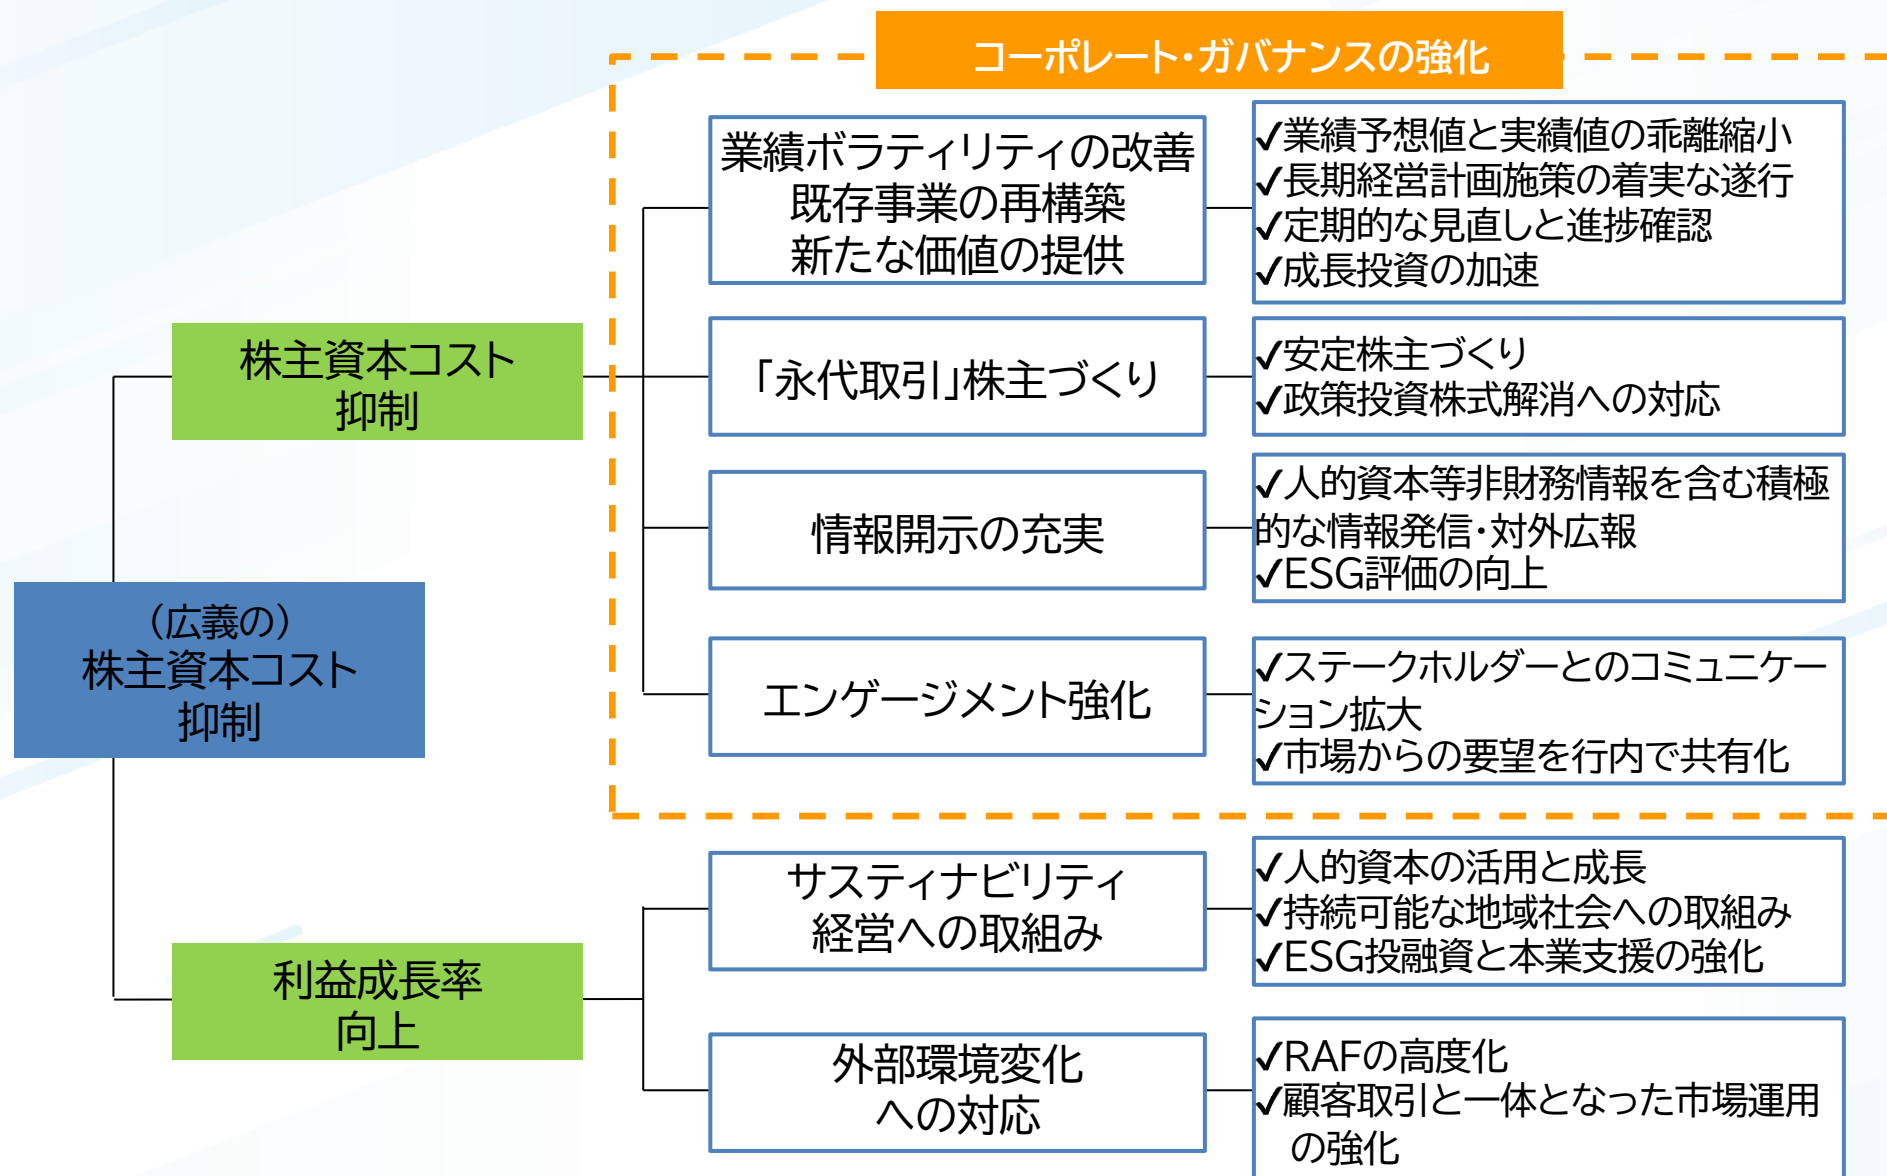 コーポレート・ガバナンスの強化
業績ボラティリティの改善
既存事業の再構築
新たな価値の提供
✓業績予想値と実績値の乖離縮小
✓長期経営計画施策の着実な遂行
✓定期的な見直しと進捗確認
✓成長投資の加速
株主資本コスト
抑制
「永代取引」株主づくり
✓安定株主づくり
✓政策投資株式解消への対応
情報開示の充実
✓人的資本等非財務情報を含む積極
的な情報発信・対外広報
✓ESG評価の向上
（広義の）
株主資本コスト
抑制
エンゲージメント強化
✓ステークホルダーとのコミュニケー
ション拡大
✓市場からの要望を行内で共有化
サスティナビリティ
経営への取組み
✓人的資本の活用と成長
✓持続可能な地域社会への取組み
✓ESG投融資と本業支援の強化
利益成長率
向上
外部環境変化
への対応
✓RAFの高度化
✓顧客取引と一体となった市場運用
の強化